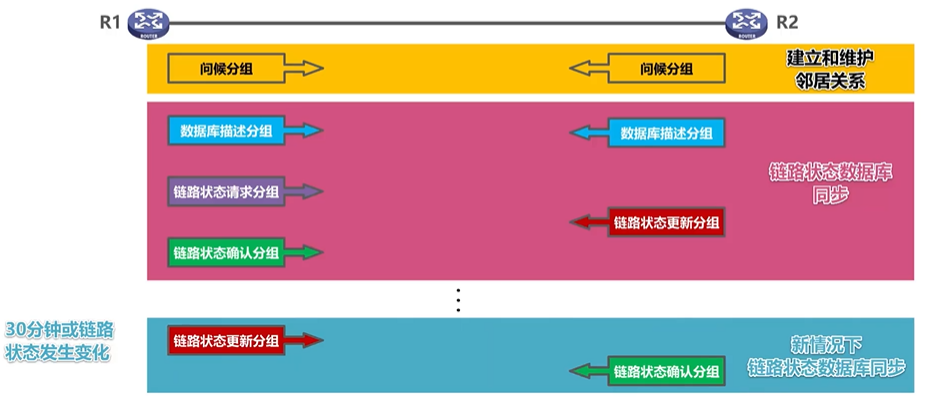 R1
R2
ROUTER
ROUTER
问候分组
问候分组
建立和维护
邻居关系
数据库描述分组
数据库描述分组
链路状态请求分组
链路状态数据库
同步
链路状态更新分组
链路状态确认分组
⋮
30分钟或链路
状态发生变化
链路状态更新分组
新情况下
链路状态数据库同步
链路状态确认分组